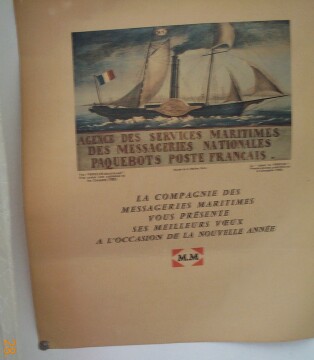 AGENCE DES SERVICES MARITIMES
DES MESSAGERIES NATIONALES
PAQUEBOTS POSTE FRANCAIS.
LA COMPAGNIE DES
MESSAGERIES MARITIMES
VOUS PRÉSENTE
SES MEILLEURS VŒUX
A L'OCCASION DE LA NOUVELLE ANNÉE
M.M.